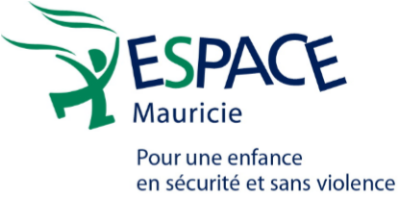 ESPACE
Mauricie
Pour une enfance
en sécurité et sans violence